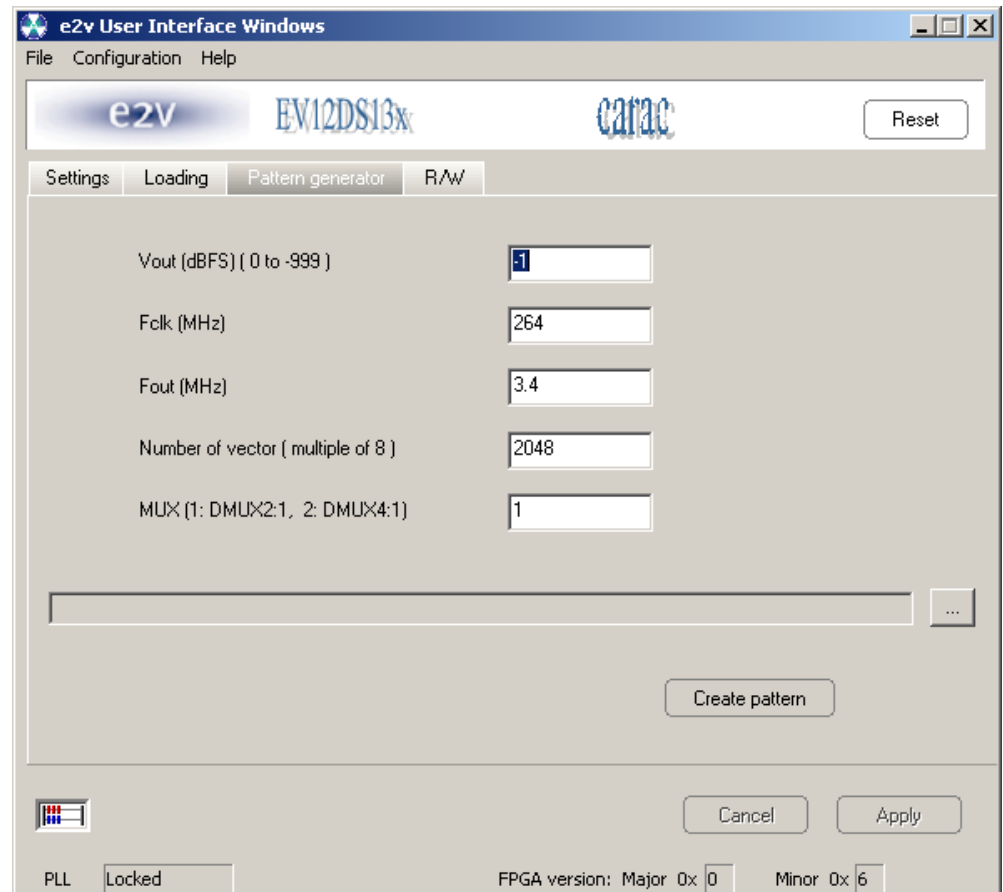 e2v User Interface Windows
File Configuration Help
e2v EV12DS13x carac Reset
Settings Loading Pattern generator R/W
Vout (dBFS) ( 0 to -999 ) -1
Fclk (MHz) 264
Fout (MHz) 3.4
Number of vector ( multiple of 8 ) 2048
MUX (1: DMUX2:1, 2: DMUX4:1) 1
...
Create pattern
Cancel Apply
PLL Locked FPGA version: Major 0x 0 Minor 0x 6